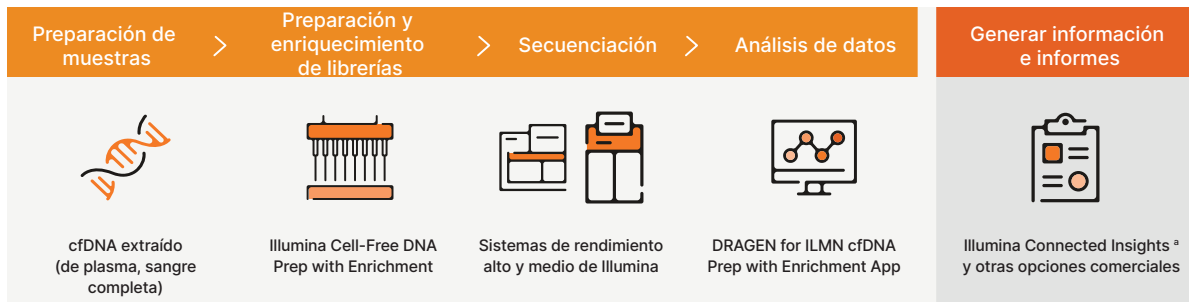 Preparación de
muestras
Preparación y
enriquecimiento
de librerías
Secuenciación
Análisis de datos
Generar información
e informes
cfDNA extraído
(de plasma, sangre
completa)
Illumina Cell-Free DNA
Prep with Enrichment
Sistemas de rendimiento
alto y medio de Illumina
DRAGEN for ILMN cfDNA
Prep with Enrichment App
Illumina Connected Insights ª
y otras opciones comerciales